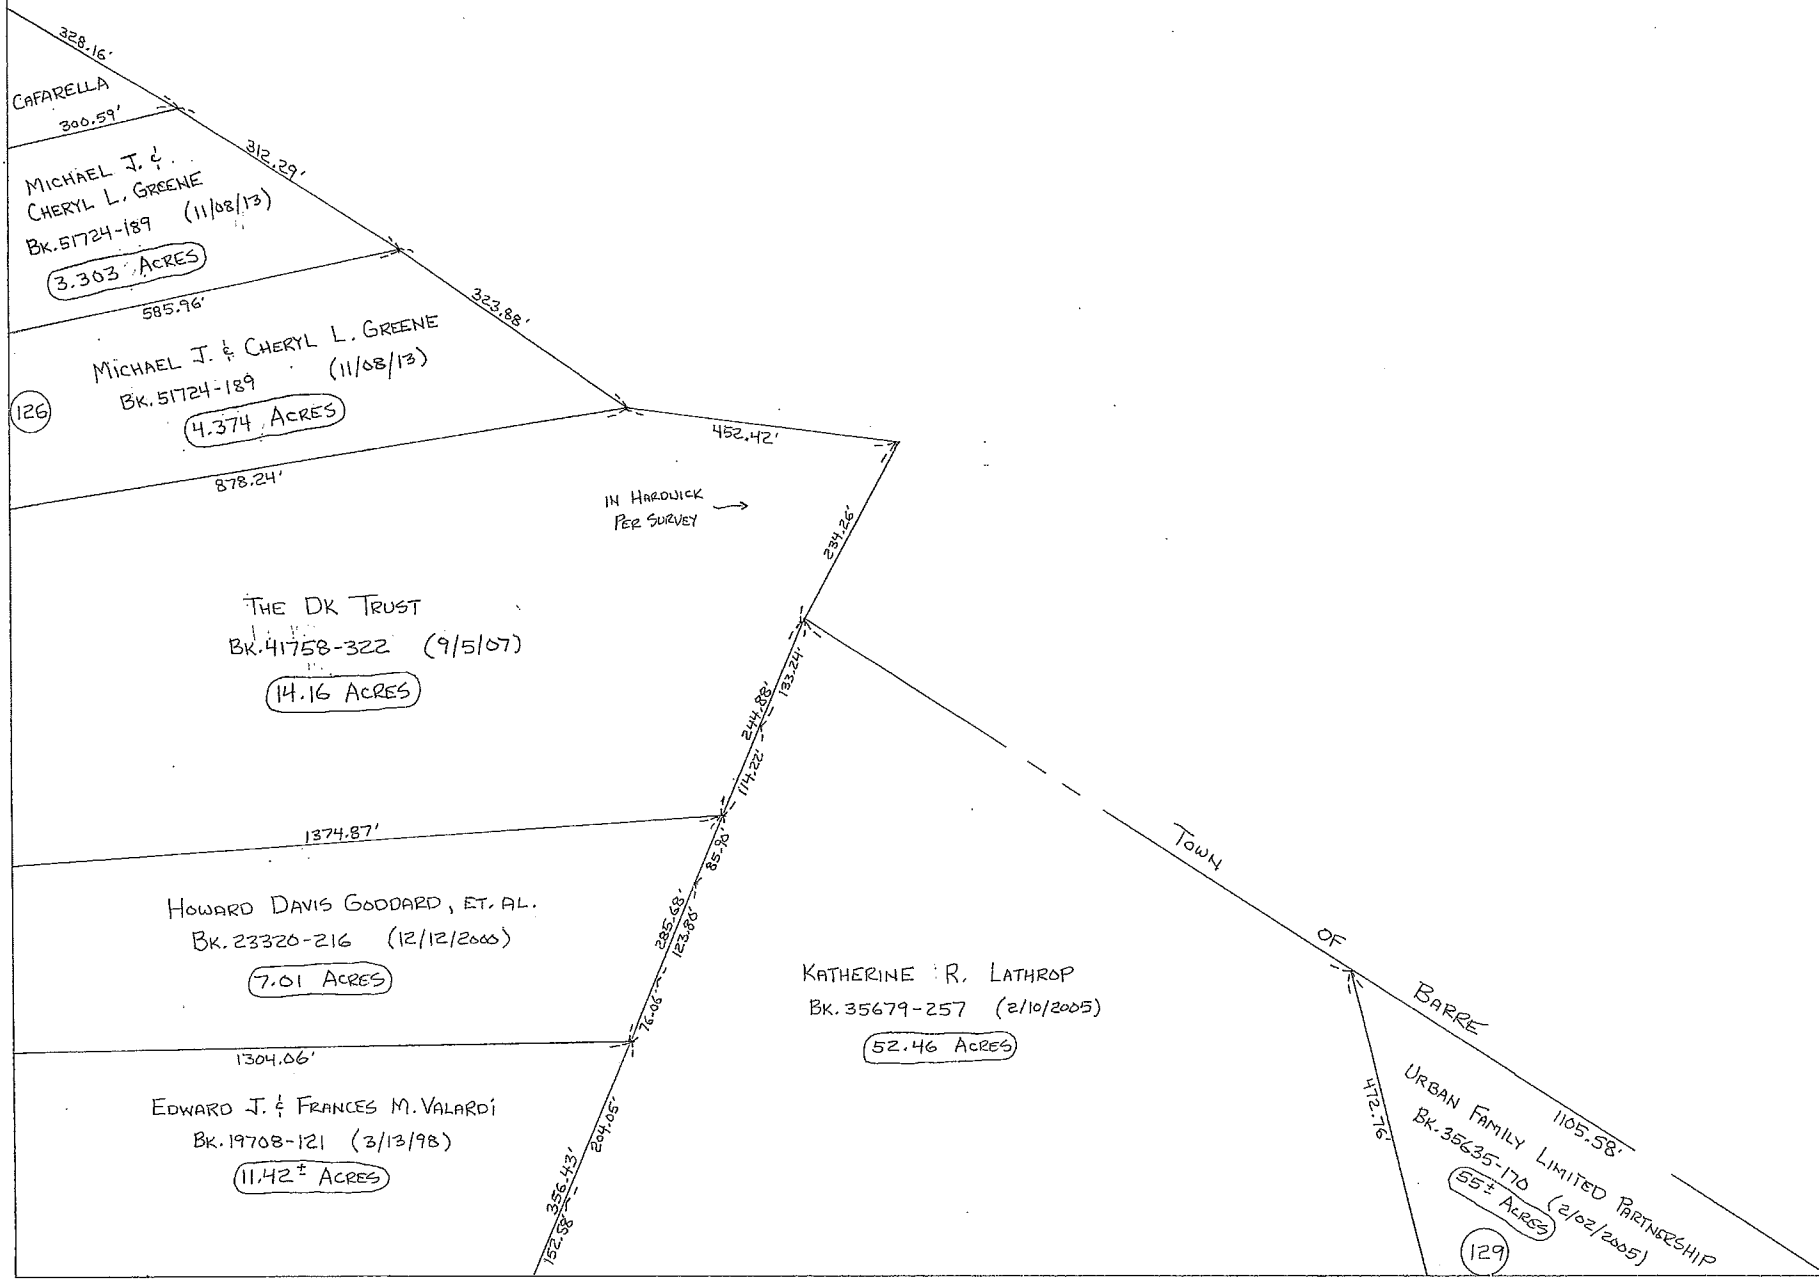 328.16'
CAFARELLA
300.59'
312.29'
MICHAEL J. &
CHERYL L. GREENE
BK.51724-189 (11/08/13)
3.303 ACRES
585.96'
323.88'
MICHAEL J. & CHERYL L. GREENE
BK.51724-189 (11/08/13)
4.374 ACRES
126
878.24'
452.42'
IN HARDWICK
PER SURVEY
234.26'
THE DK TRUST
BK.41758-322 (9/5/07)
14.16 ACRES
244.88'
133.24'
114.22'
1374.87'
85.90'
HOWARD DAVIS GODDARD, ET. AL.
BK.23320-216 (12/12/2000)
7.01 ACRES
285.68'
123.80'
76.06'
1304.06'
EDWARD J. & FRANCES M. VALARDI
BK.19708-121 (3/13/98)
11.42± ACRES
204.05'
356.43'
152.58'
KATHERINE R. LATHROP
BK.35679-257 (2/10/2005)
52.46 ACRES
TOWN
OF
BARRE
472.76'
1105.58'
URBAN FAMILY LIMITED PARTNERSHIP
BK.35635-170 (2/02/2005)
55± ACRES
129